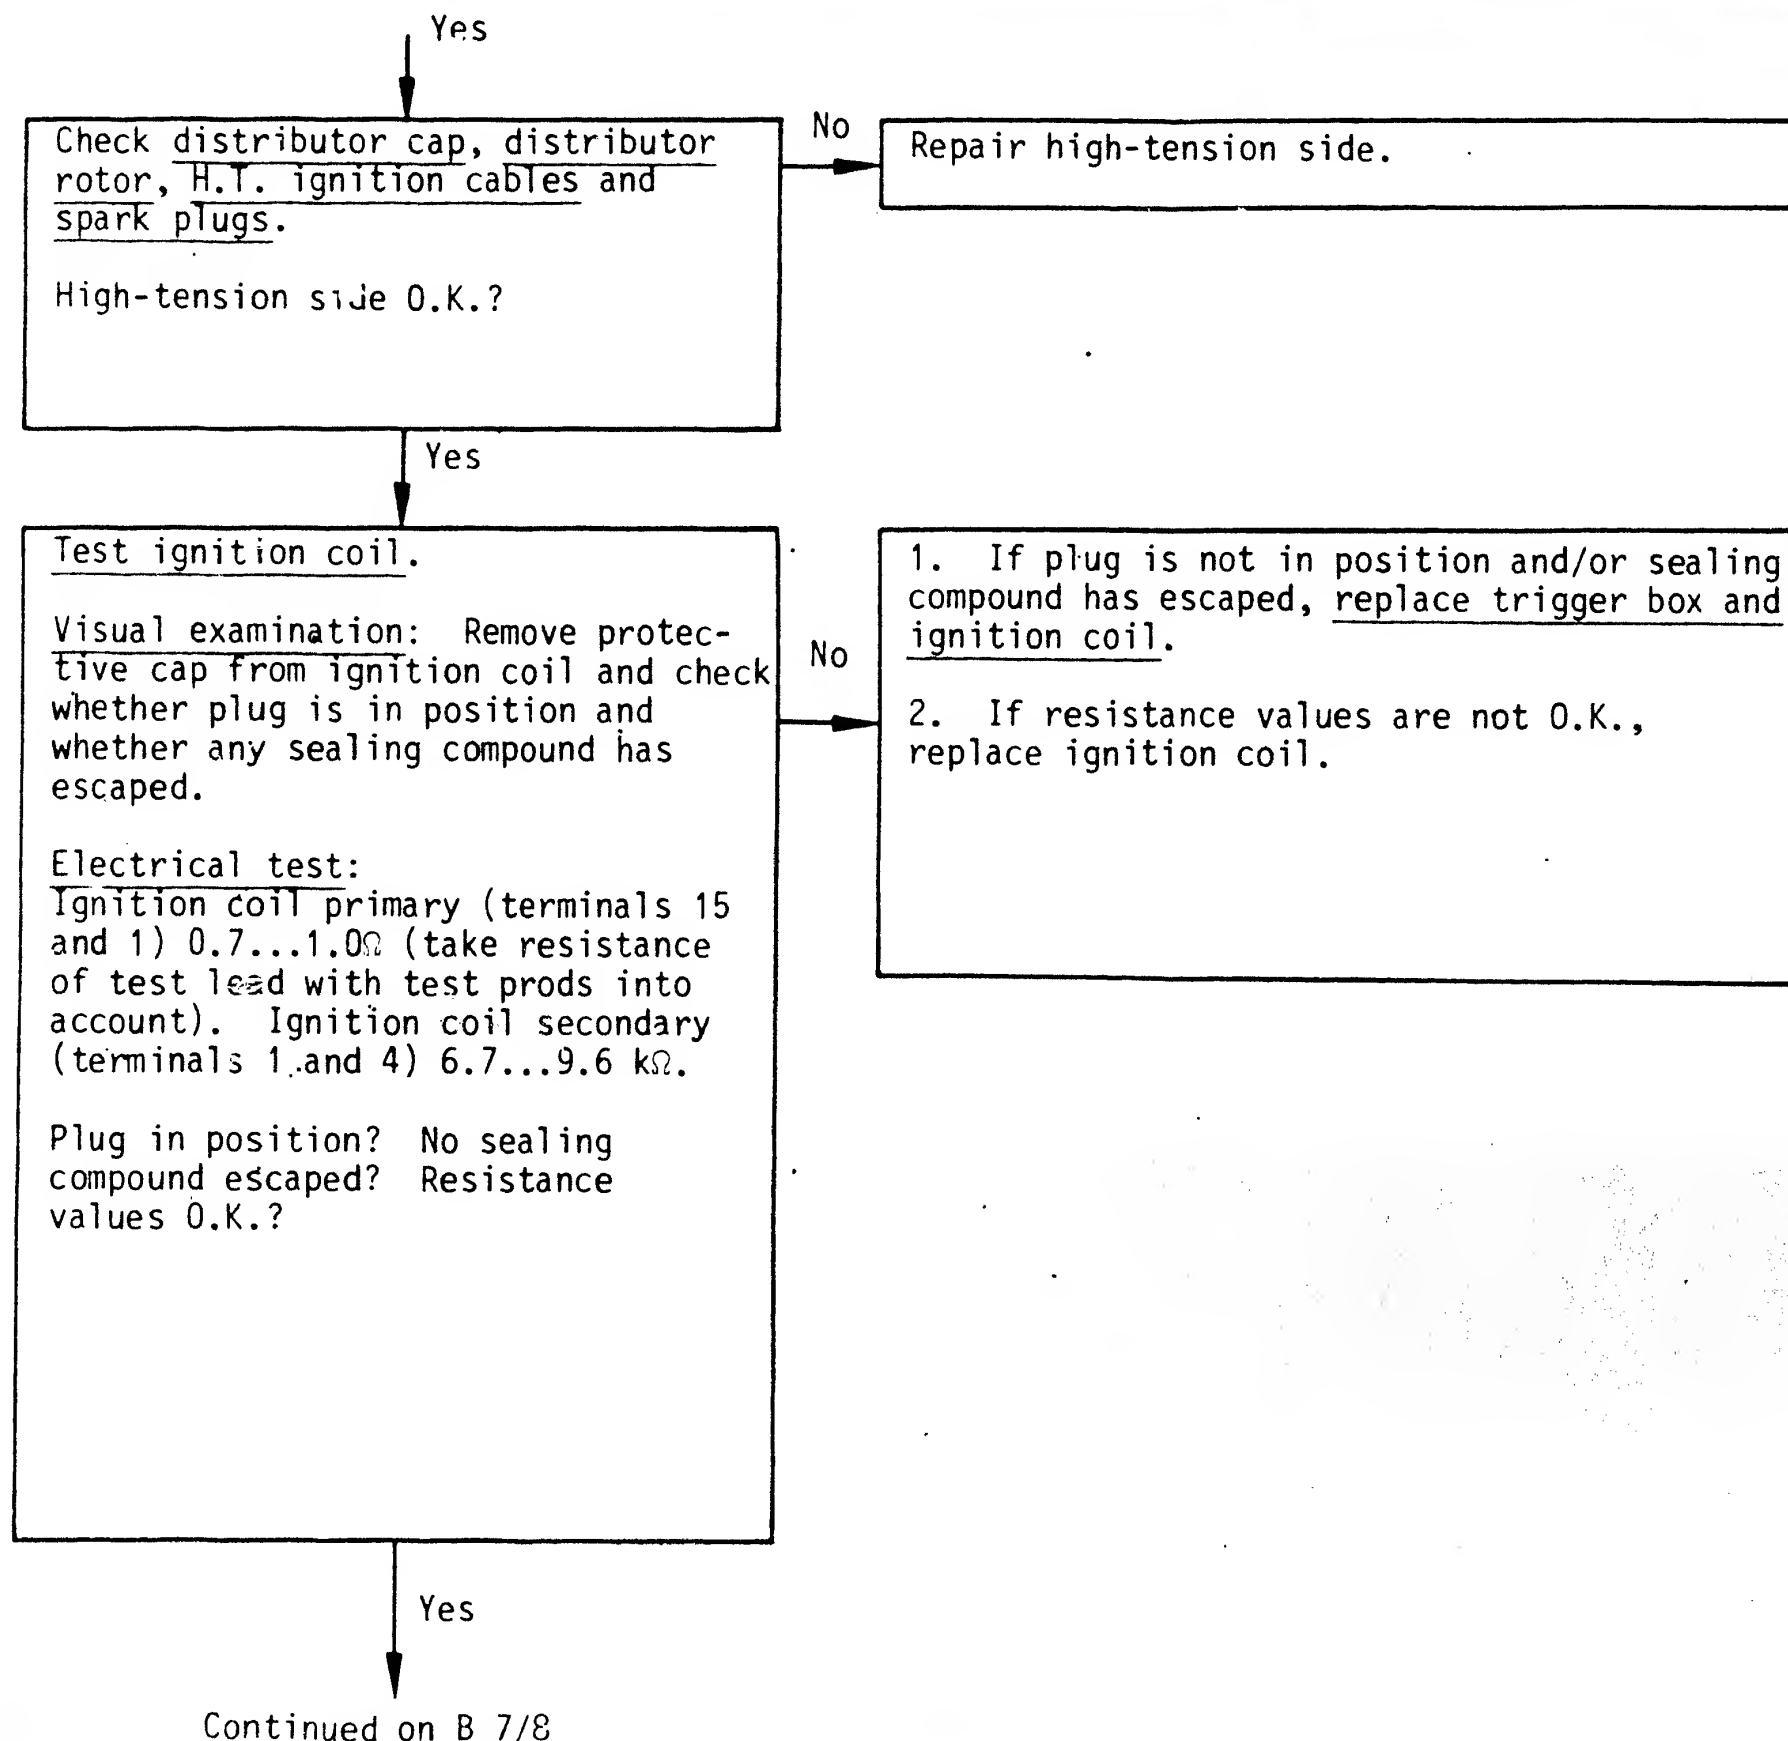 Yes
Check distributor cap, distributor
rotor, H.T. ignition cables and
spark plugs.
High-tension side O.K.?
No
Repair high-tension side.
Yes
Test ignition coil.
Visual examination: Remove protec-
tive cap from ignition coil and check
whether plug is in position and
whether any sealing compound has
escaped.
Electrical test:
Ignition coil primary (terminals 15
and 1) 0.7...1.0Ω (take resistance
of test lead with test prods into
account). Ignition coil secondary
(terminals 1 and 4) 6.7...9.6 kΩ.
Plug in position? No sealing
compound escaped? Resistance
values O.K.?
No
1. If plug is not in position and/or sealing
compound has escaped, replace trigger box and
ignition coil.
2. If resistance values are not O.K.,
replace ignition coil.
Yes
Continued on B 7/8